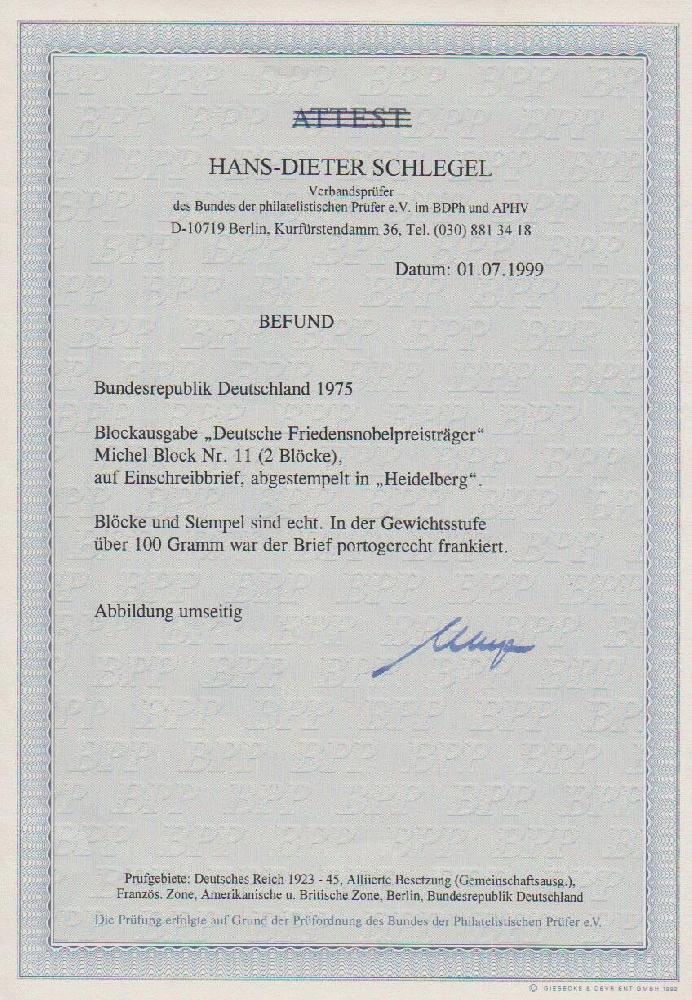 ATTEST
HANS-DIETER SCHLEGEL
Verbandsprüfer
des Bundes der philatelistischen Prüfer e.V. im BDPh und APHV
D-10719 Berlin, Kurfürstendamm 36, Tel. (030) 881 34 18
Datum: 01.07.1999
BEFUND
Bundesrepublik Deutschland 1975
Blockausgabe „Deutsche Friedensnobelpreisträger“
Michel Block Nr. 11 (2 Blöcke),
auf Einschreibbrief, abgestempelt in „Heidelberg“.
Blöcke und Stempel sind echt. In der Gewichtsstufe
über 100 Gramm war der Brief portogerecht frankiert.
Abbildung umseitig
Prüfgebiete: Deutsches Reich 1923 - 45, Alliierte Besetzung (Gemeinschaftsausg.),
Französ. Zone, Amerikanische u. Britische Zone, Berlin, Bundesrepublik Deutschland
Die Prüfung erfolgte auf Grund der Prüfordnung des Bundes der Philatelistischen Prüfer e.V.
© GIESECKE & DEVRIENT GMBH